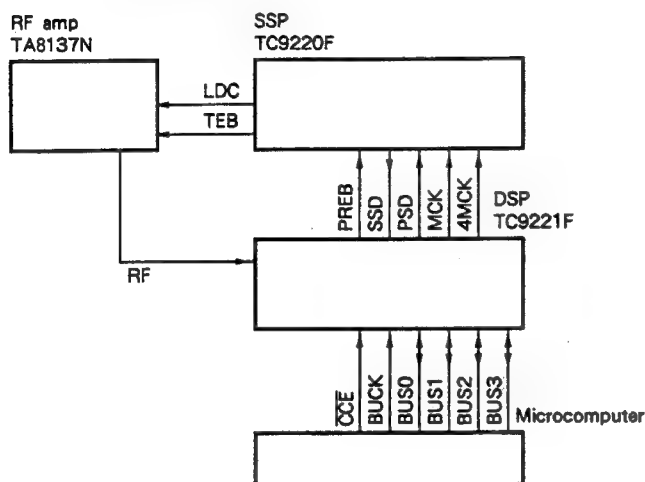 RF amp
TA8137N
SSP
TC9220F
LDC
TEB
PREB
SSD
PSD
MCK
4MCK
DSP
TC9221F
RF
CCE
BUCK
BUS0
BUS1
BUS2
BUS3
Microcomputer